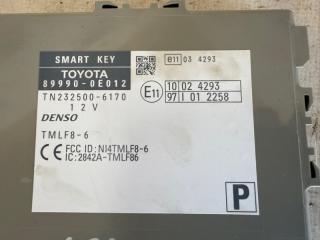 SMART KEY
TOYOTA
89990-0E012
TN232500-6170
12V
DENSO
TMLF8-6
CE FCC ID: NI4TMLF8-6
IC: 2842A-TMLF86
e11 03 4293
E11
10 02 4293
97 I 01 2258
P